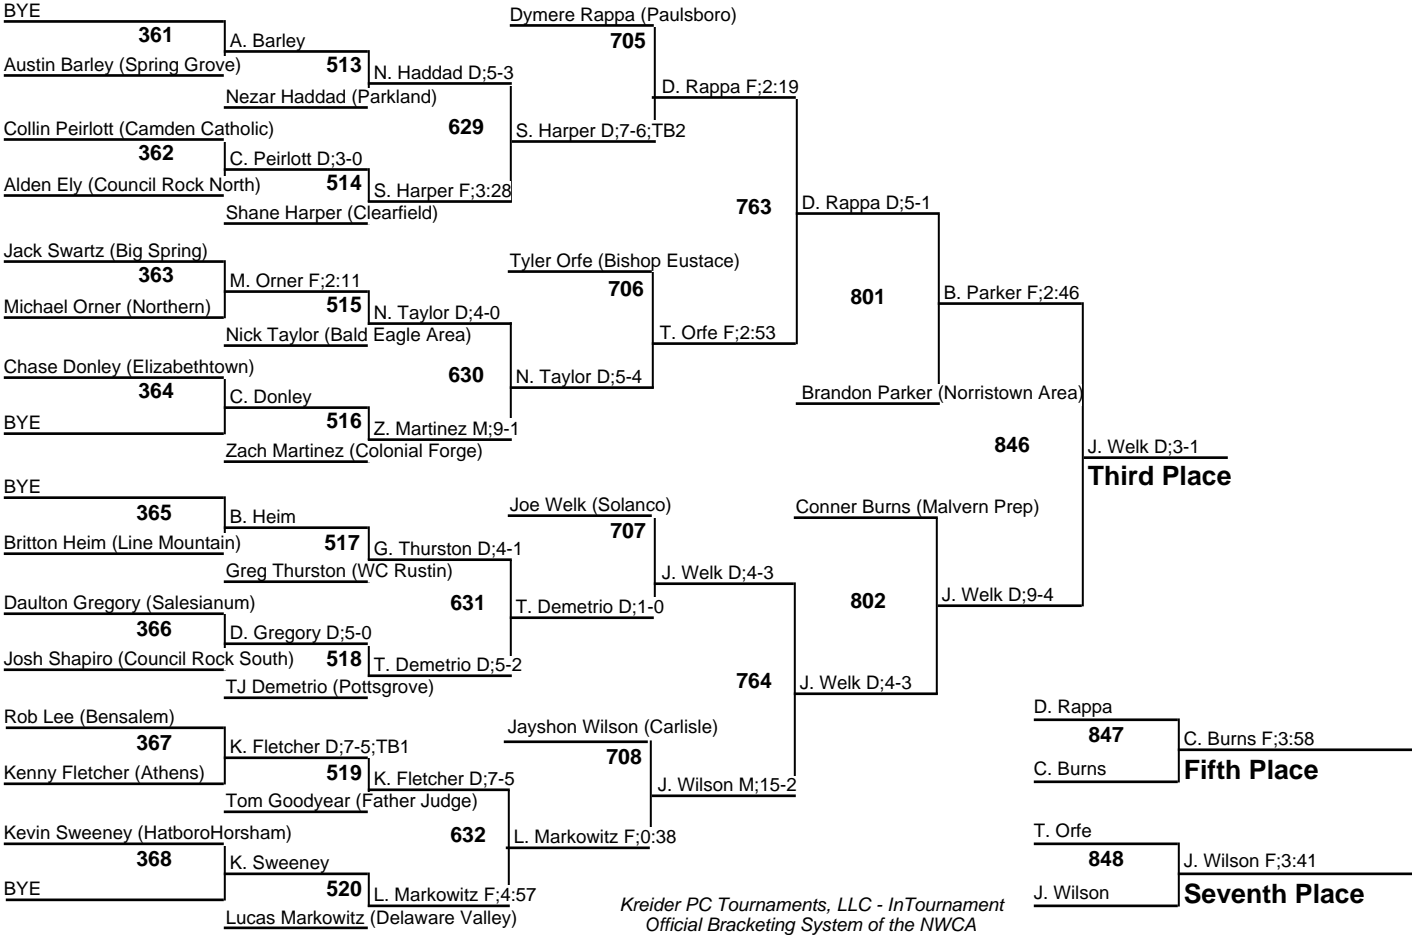 BYE
361
A. Barley
Austin Barley (Spring Grove)
513
N. Haddad D;5-3
Nezar Haddad (Parkland)
629
S. Harper D;7-6;TB2
Collin Peirlott (Camden Catholic)
362
C. Peirlott D;3-0
Alden Ely (Council Rock North)
514
S. Harper F;3:28
Shane Harper (Clearfield)
Dymere Rappa (Paulsboro)
705
D. Rappa F;2:19
763
D. Rappa D;5-1
Jack Swartz (Big Spring)
363
M. Orner F;2:11
Michael Orner (Northern)
515
N. Taylor D;4-0
Nick Taylor (Bald Eagle Area)
630
N. Taylor D;5-4
Chase Donley (Elizabethtown)
364
C. Donley
BYE
516
Z. Martinez M;9-1
Zach Martinez (Colonial Forge)
Tyler Orfe (Bishop Eustace)
706
T. Orfe F;2:53
801
B. Parker F;2:46
Brandon Parker (Norristown Area)
846
J. Welk D;3-1
Third Place
BYE
365
B. Heim
Britton Heim (Line Mountain)
517
G. Thurston D;4-1
Greg Thurston (WC Rustin)
631
T. Demetrio D;1-0
Daulton Gregory (Salesianum)
366
D. Gregory D;5-0
Josh Shapiro (Council Rock South)
518
T. Demetrio D;5-2
TJ Demetrio (Pottsgrove)
Joe Welk (Solanco)
707
J. Welk D;4-3
764
J. Welk D;4-3
Conner Burns (Malvern Prep)
802
J. Welk D;9-4
Rob Lee (Bensalem)
367
K. Fletcher D;7-5;TB1
Kenny Fletcher (Athens)
519
K. Fletcher D;7-5
Tom Goodyear (Father Judge)
632
L. Markowitz F;0:38
Kevin Sweeney (HatboroHorsham)
368
K. Sweeney
BYE
520
L. Markowitz F;4:57
Lucas Markowitz (Delaware Valley)
Jayshon Wilson (Carlisle)
708
J. Wilson M;15-2
D. Rappa
847
C. Burns F;3:58
C. Burns
Fifth Place
T. Orfe
848
J. Wilson F;3:41
J. Wilson
Seventh Place
Kreider PC Tournaments, LLC - InTournament
Official Bracketing System of the NWCA